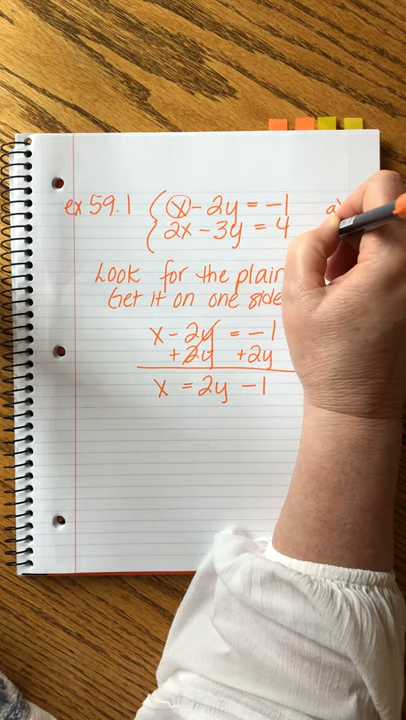 ex 59.1 x - 2y = -1 a)
2x - 3y = 4
Look for the plain
Get it on one side
x - 2y = -1
+2y +2y
x = 2y - 1